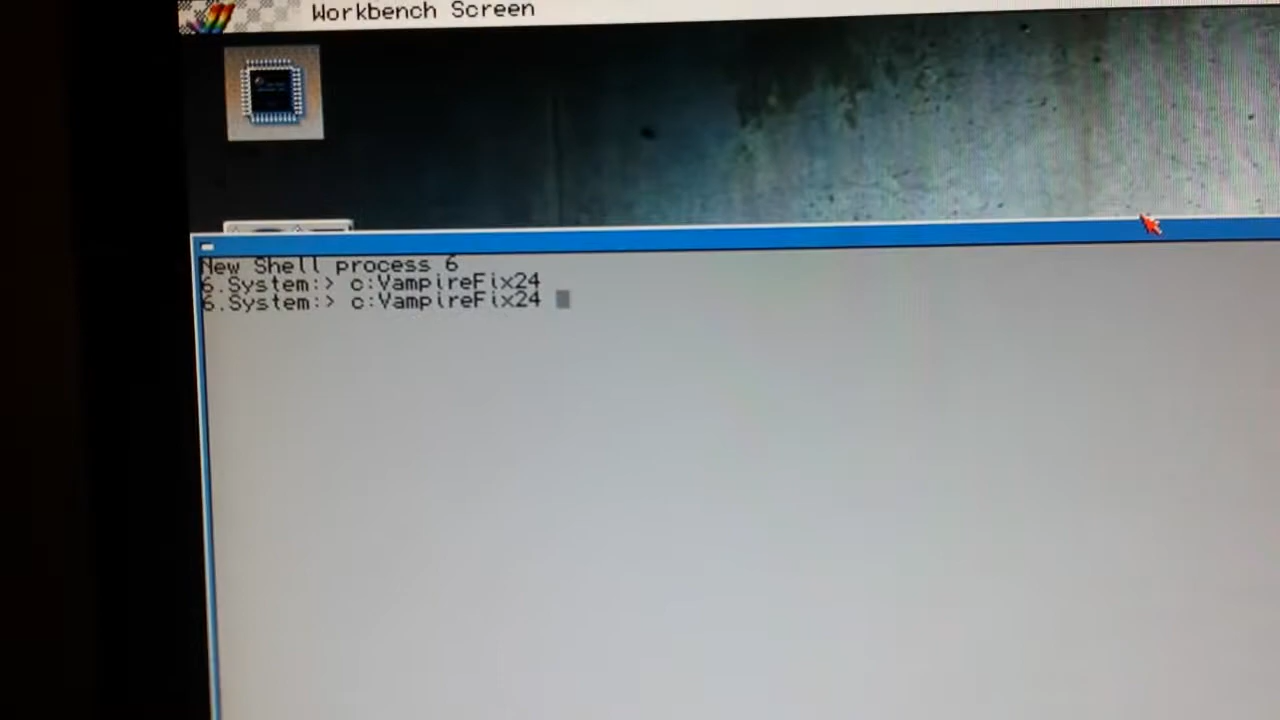 Workbench Screen
New Shell process 6
6.System:> c:VampireFix24
6.System:> c:VampireFix24